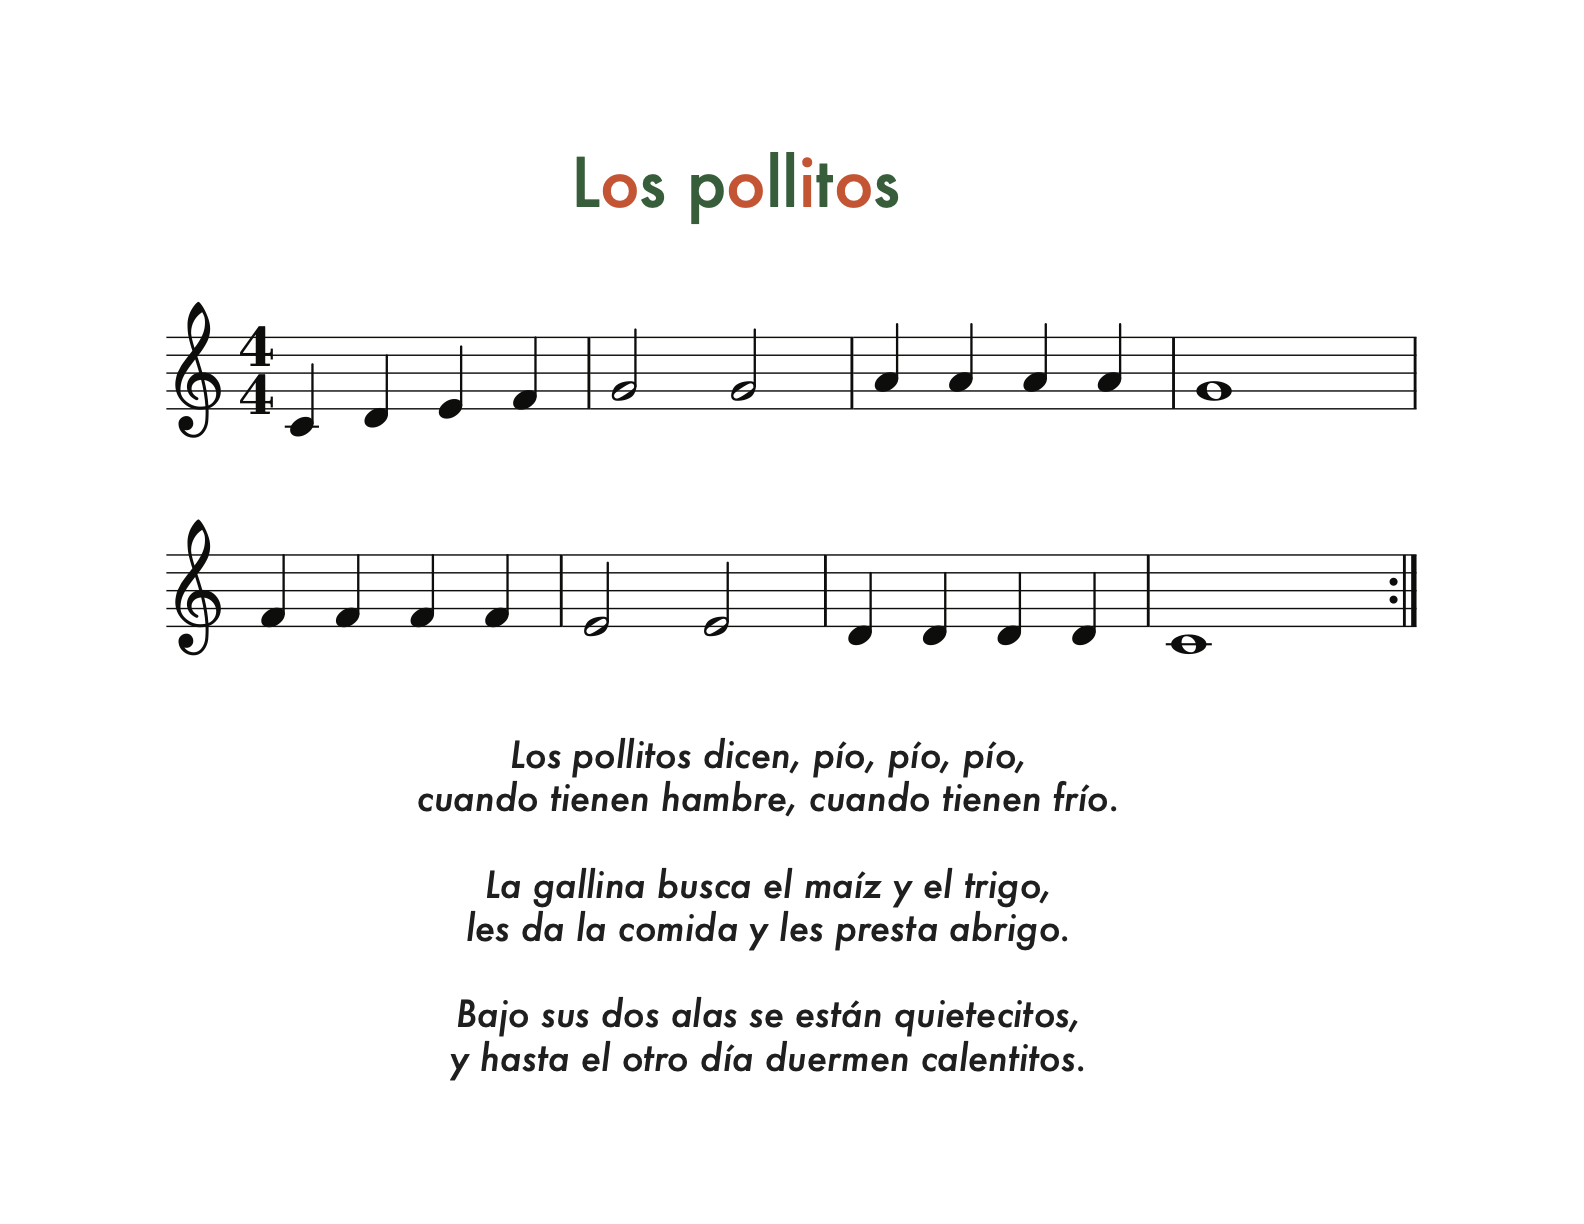 Los pollitos
4
4
Los pollitos dicen, pío, pío, pío,
cuando tienen hambre, cuando tienen frío.
La gallina busca el maíz y el trigo,
les da la comida y les presta abrigo.
Bajo sus dos alas se están quietecitos,
y hasta el otro día duermen calentitos.